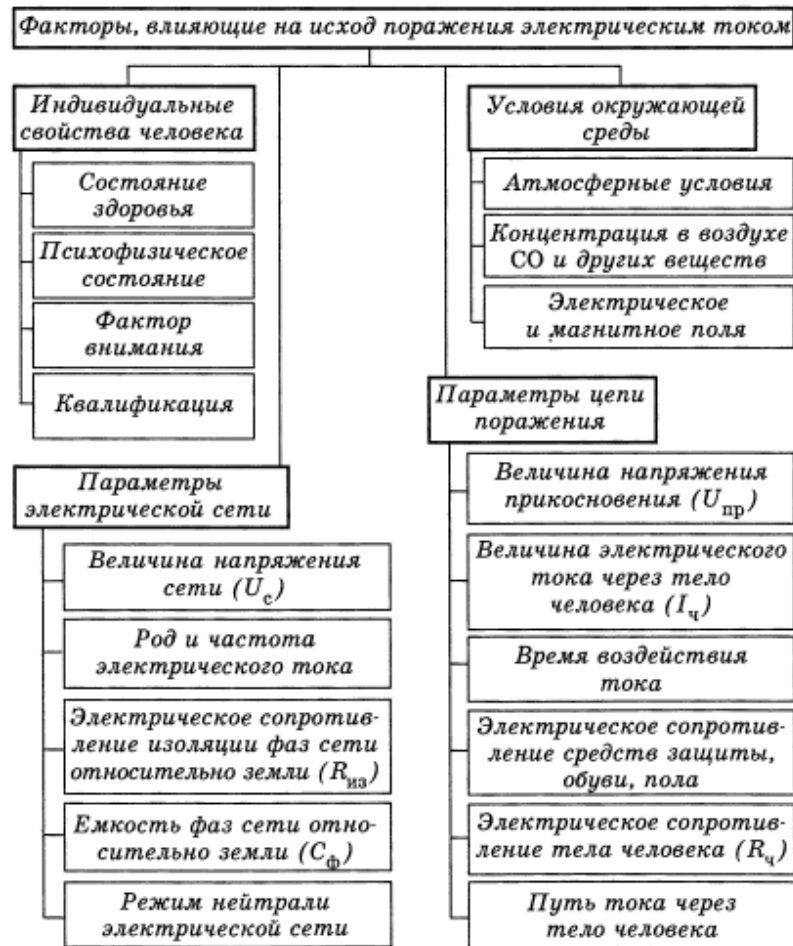 Факторы, влияющие на исход поражения электрическим током
Индивидуальные
свойства человека
Состояние
здоровья
Психофизическое
состояние
Фактор
внимания
Квалификация
Условия окружающей
среды
Атмосферные условия
Концентрация в воздухе
СО и других веществ
Электрическое
и магнитное поля
Параметры
электрической сети
Величина напряжения
сети (Uс)
Род и частота
электрического тока
Электрическое сопротив-
ление изоляции фаз сети
относительно земли (Rиз)
Емкость фаз сети отно-
сительно земли (Cф)
Режим нейтрали
электрической сети
Параметры цепи
поражения
Величина напряжения
прикосновения (Uпр)
Величина электрического
тока через тело
человека (Iч)
Время воздействия
тока
Электрическое сопротив-
ление средств защиты,
обуви, пола
Электрическое сопротив-
ление тела человека (Rч)
Путь тока через
тело человека